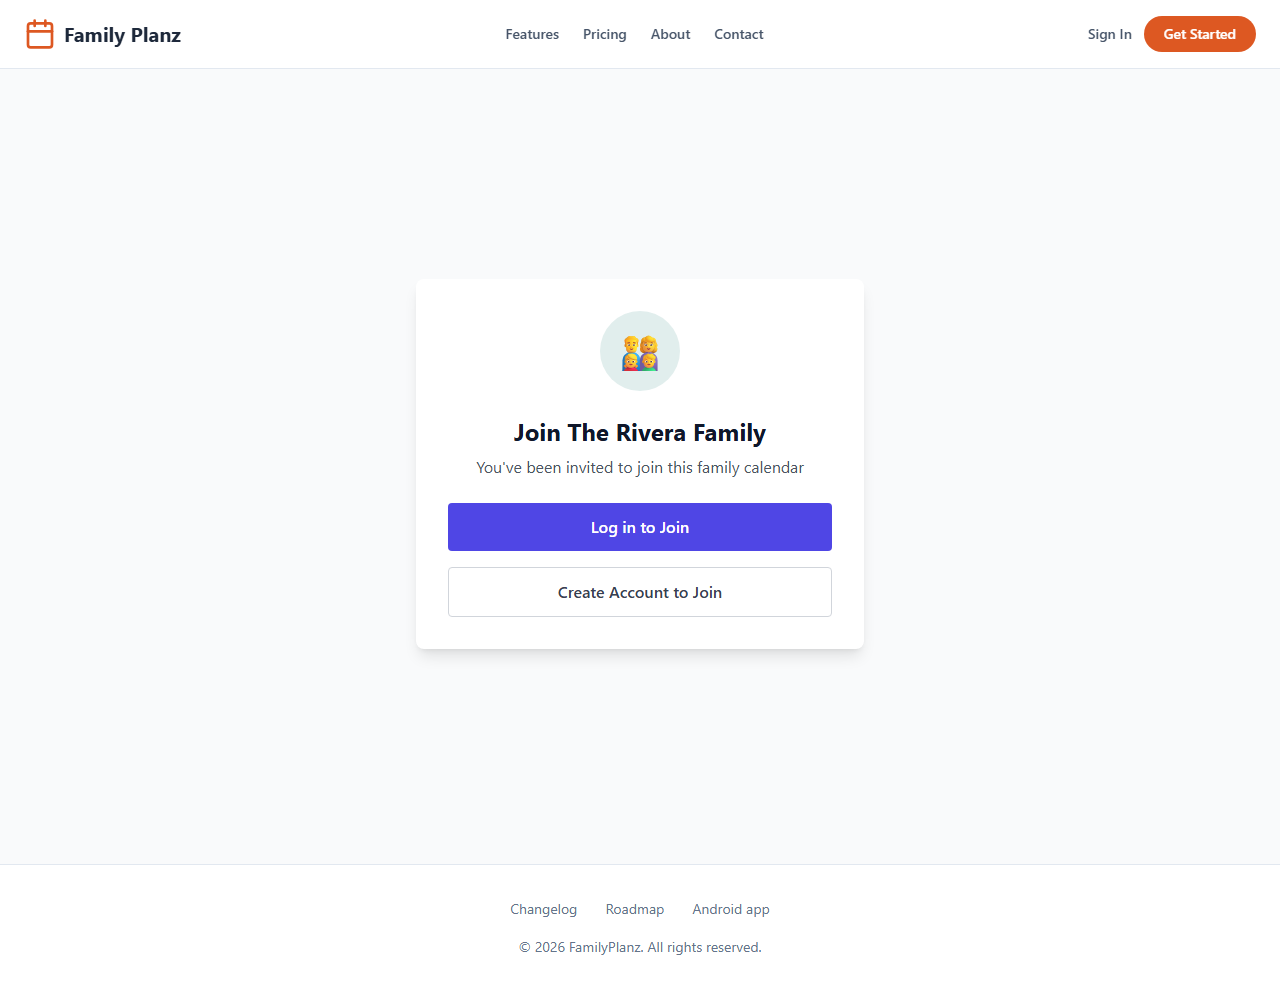 Family Planz
Features
Pricing
About
Contact
Sign In
Get Started
Join The Rivera Family
You've been invited to join this family calendar
Log in to Join
Create Account to Join
Changelog
Roadmap
Android app
© 2026 FamilyPlanz. All rights reserved.